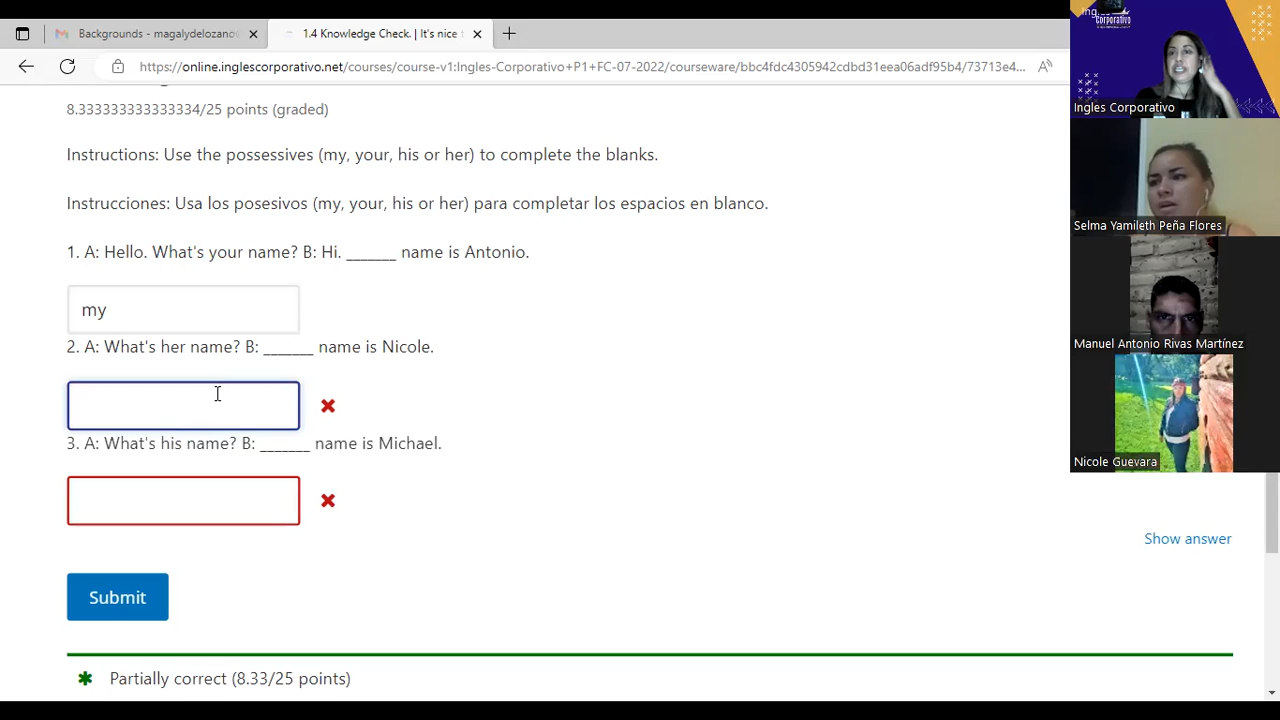 Backgrounds - magalydelozano
1.4 Knowledge Check. | It's nice t
https://online.inglescorporativo.net/courses/course-v1:Ingles-Corporativo+P1+FC-07-2022/courseware/bbc4fdc4305942cdbd31eea06adf95b4/73713e4...
8.333333333333334/25 points (graded)
Instructions: Use the possessives (my, your, his or her) to complete the blanks.
Instrucciones: Usa los posesivos (my, your, his or her) para completar los espacios en blanco.
1. A: Hello. What's your name? B: Hi. _______ name is Antonio.
my
2. A: What's her name? B: _______ name is Nicole.
3. A: What's his name? B: _______ name is Michael.
Show answer
Submit
Partially correct (8.33/25 points)
Ing
Corporativo
Ingles Corporativo
Selma Yamileth Peña Flores
Manuel Antonio Rivas Martínez
Nicole Guevara